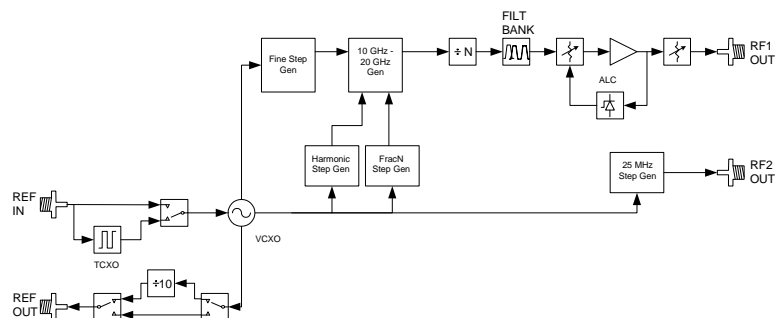 FILT
BANK
Fine Step
Gen
10 GHz -
20 GHz
Gen
÷ N
RF1
OUT
ALC
Harmonic
Step Gen
FracN
Step Gen
25 MHz
Step Gen
RF2
OUT
REF
IN
TCXO
VCXO
÷10
REF
OUT